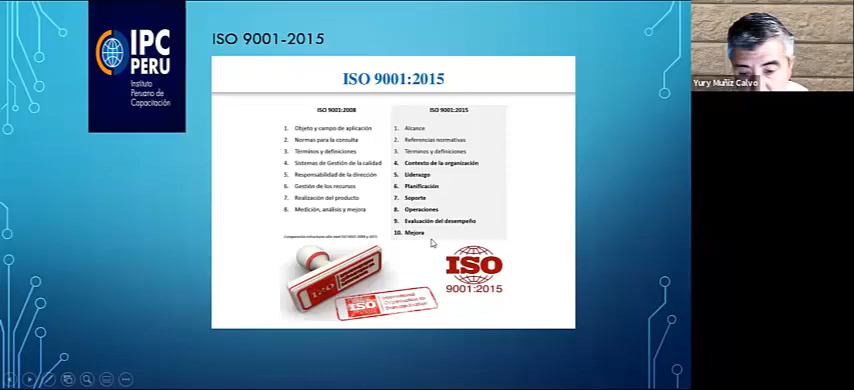 IPC
PERU
Instituto
Peruano de
Capacitación
ISO 9001-2015
Yury Muñiz Calvo
ISO 9001:2015
ISO 9001:2008
1. Objeto y campo de aplicación
2. Normas para la consulta
3. Términos y definiciones
4. Sistemas de Gestión de la calidad
5. Responsabilidad de la dirección
6. Gestión de los recursos
7. Realización del producto
8. Medición, análisis y mejora
ISO 9001:2015
1. Alcance
2. Referencias normativas
3. Términos y definiciones
4. Contexto de la organización
5. Liderazgo
6. Planificación
7. Soporte
8. Operaciones
9. Evaluación del desempeño
10. Mejora
ISO
ISO
International
Organization
ISO
9001:2015